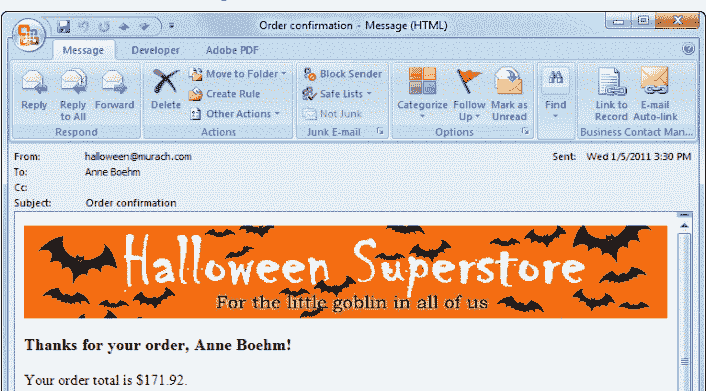 Order confirmation - Message (HTML)
Message Developer Adobe PDF
Reply Reply to All Forward
Respond
Delete Move to Folder Create Rule Other Actions
Actions
Block Sender Safe Lists Not Junk
Junk E-mail
Categorize Follow Up Mark as Unread
Options
Find
Link to Record E-mail Auto-link
Business Contact Man...
From: halloween@murach.com Sent: Wed 1/5/2011 3:30 PM
To: Anne Boehm
Cc:
Subject: Order confirmation
Halloween Superstore
For the little goblin in all of us
Thanks for your order, Anne Boehm!
Your order total is $171.92.